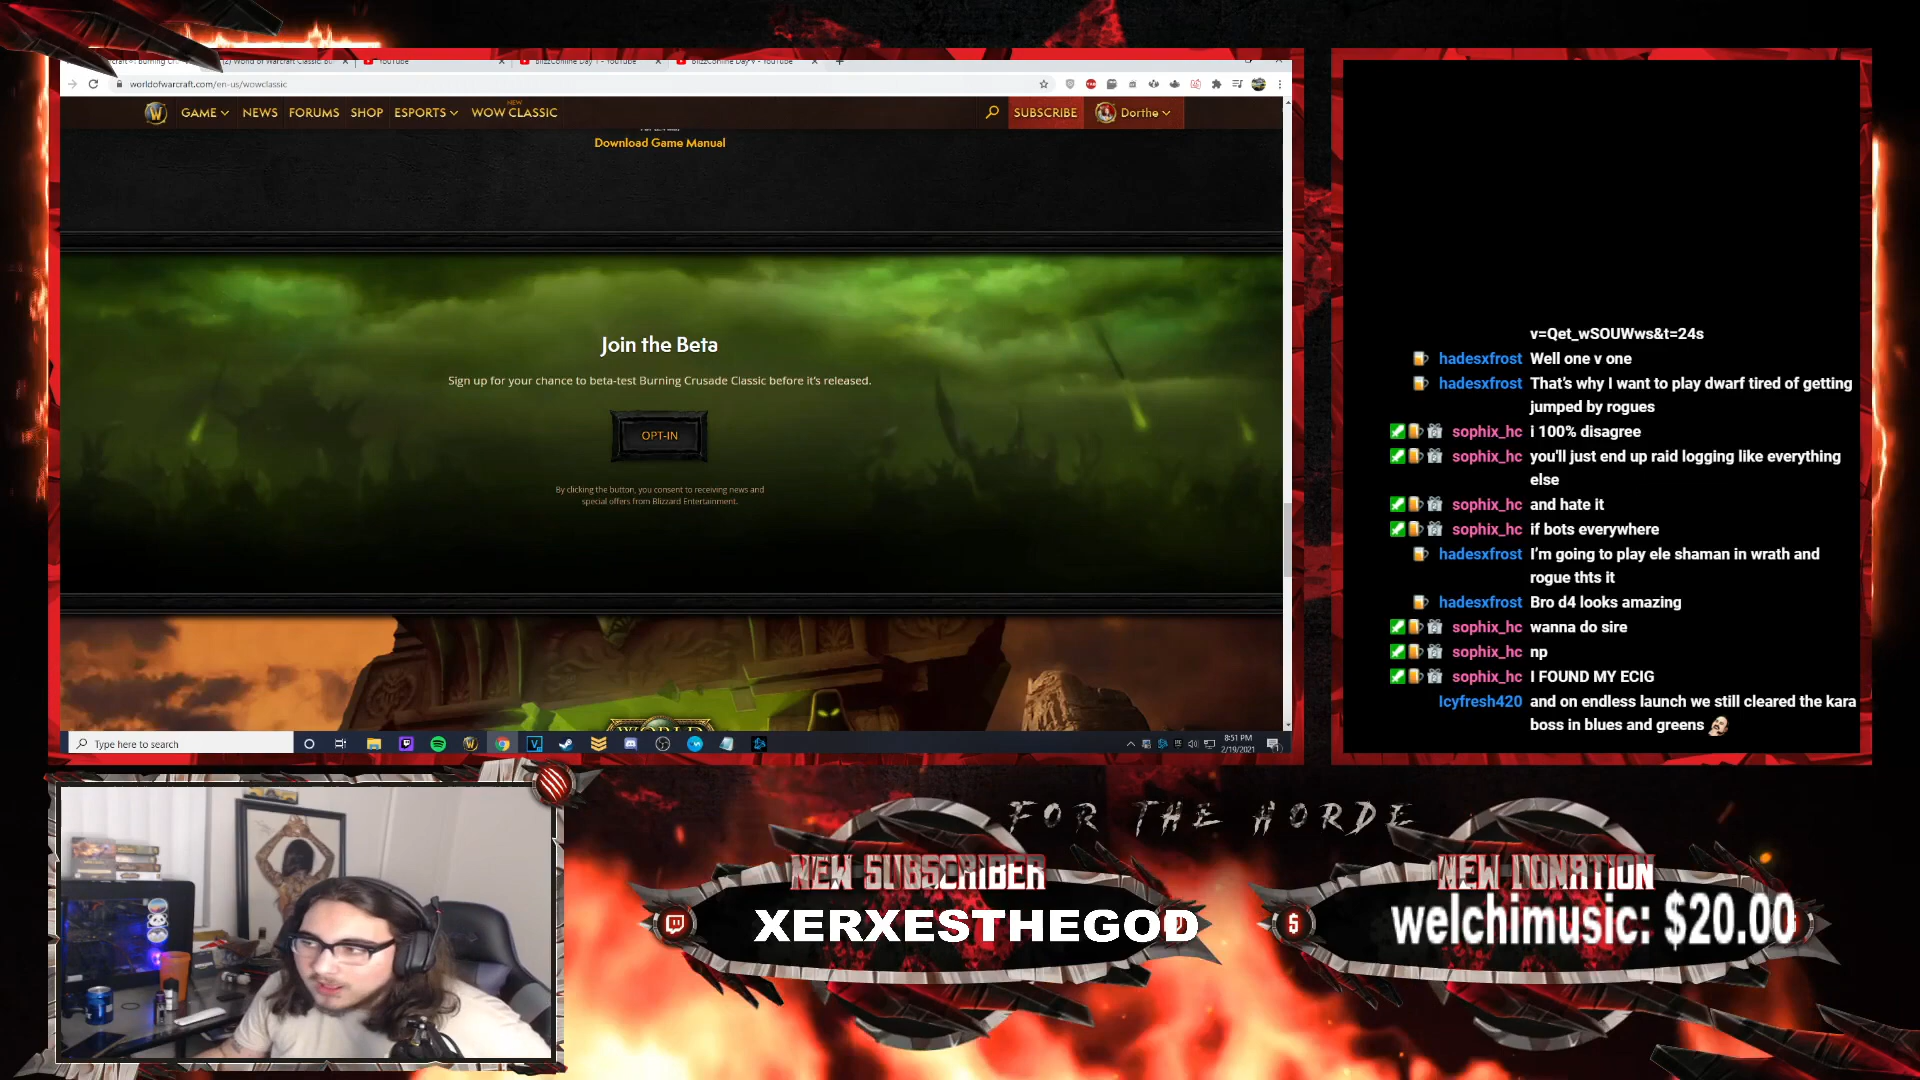 YouTube
BlizzConline Day 1 - YouTube
worldofwarcraft.com/en-us/wowclassic
GAME NEWS FORUMS SHOP ESPORTS NEW WOW CLASSIC SUBSCRIBE Dorthe
Download Game Manual
Join the Beta
Sign up for your chance to beta-test Burning Crusade Classic before it's released.
OPT-IN
By clicking the button, you consent to receiving news and
special offers from Blizzard Entertainment.
WORLD
Type here to search
8:51 PM
2/19/2021
v=Qet_wSOUWws&t=24s
hadesxfrost Well one v one
hadesxfrost That's why I want to play dwarf tired of getting
jumped by rogues
sophix_hc i 100% disagree
sophix_hc you'll just end up raid logging like everything
else
sophix_hc and hate it
sophix_hc if bots everywhere
hadesxfrost I'm going to play ele shaman in wrath and
rogue thts it
hadesxfrost Bro d4 looks amazing
sophix_hc wanna do sire
sophix_hc np
sophix_hc I FOUND MY ECIG
Icyfresh420 and on endless launch we still cleared the kara
boss in blues and greens
FOR THE HORDE
NEW SUBSCRIBER
XERXESTHEGOD
NEW DONATION
welchimusic: $20.00